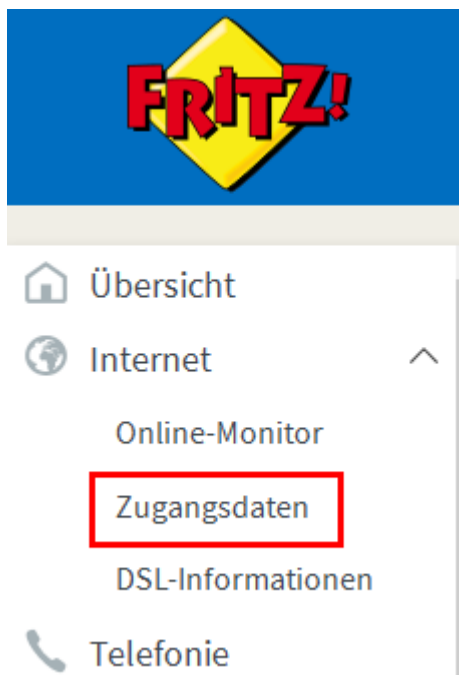 FRITZ!
Übersicht
Internet
Online-Monitor
Zugangsdaten
DSL-Informationen
Telefonie